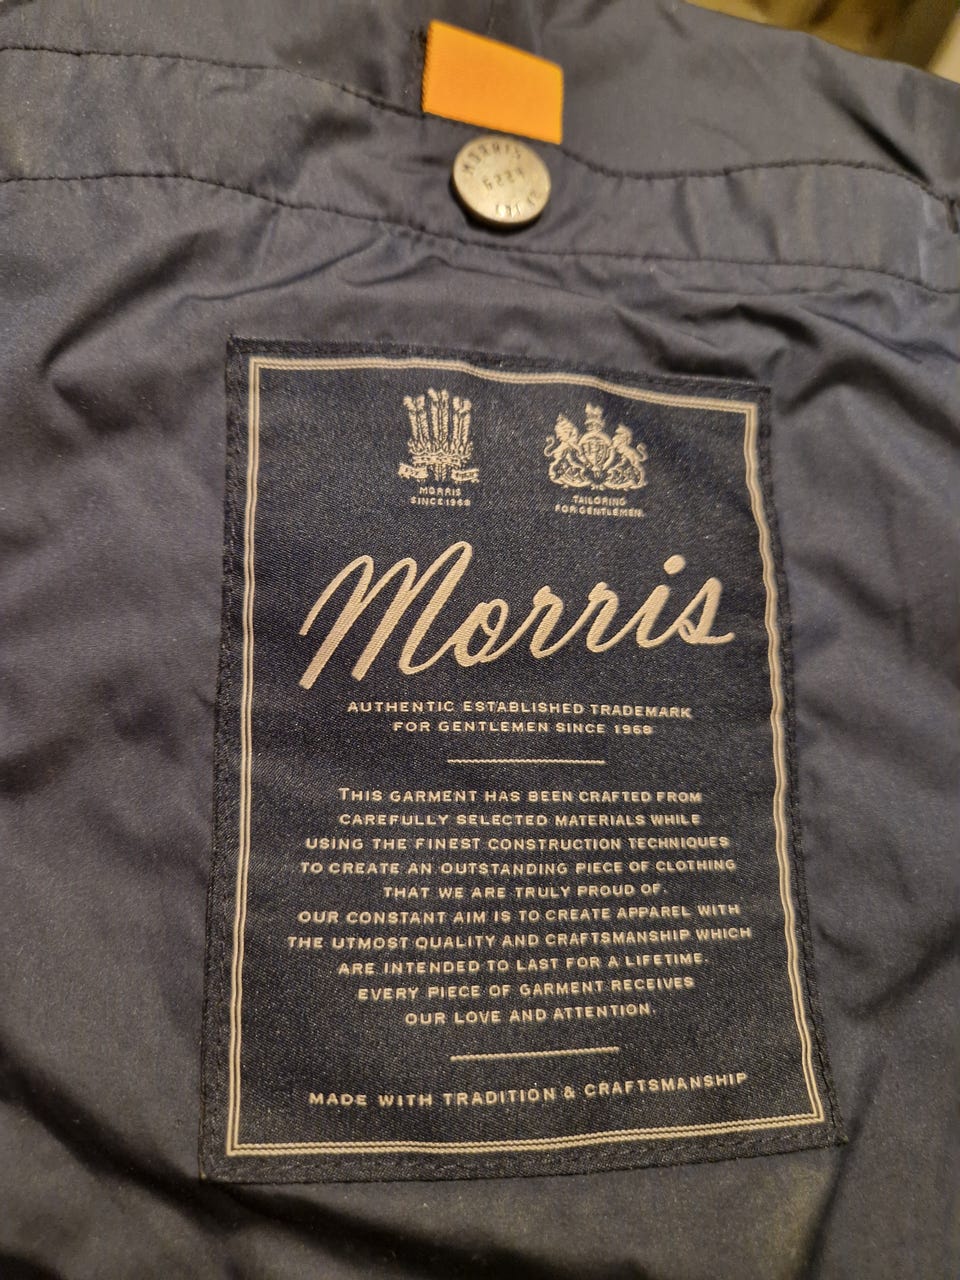 MORRIS
MORRIS
SINCE 1968
TAILORING
FOR GENTLEMEN
Morris
AUTHENTIC ESTABLISHED TRADEMARK
FOR GENTLEMEN SINCE 1968
THIS GARMENT HAS BEEN CRAFTED FROM
CAREFULLY SELECTED MATERIALS WHILE
USING THE FINEST CONSTRUCTION TECHNIQUES
TO CREATE AN OUTSTANDING PIECE OF CLOTHING
THAT WE ARE TRULY PROUD OF.
OUR CONSTANT AIM IS TO CREATE APPAREL WITH
THE UTMOST QUALITY AND CRAFTSMANSHIP WHICH
ARE INTENDED TO LAST FOR A LIFETIME.
EVERY PIECE OF GARMENT RECEIVES
OUR LOVE AND ATTENTION.
MADE WITH TRADITION & CRAFTSMANSHIP